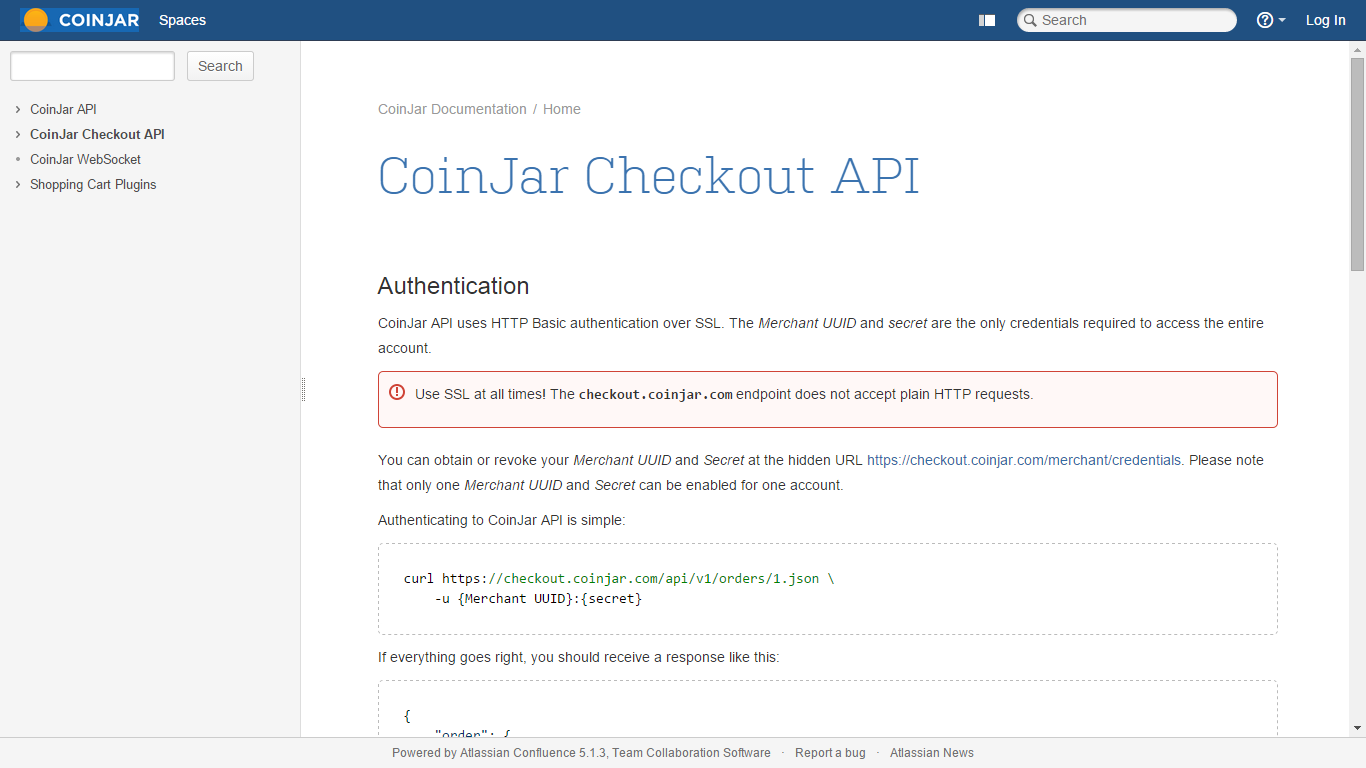 COINJAR Spaces Search Log In
Search
CoinJar API
CoinJar Checkout API
CoinJar WebSocket
Shopping Cart Plugins
CoinJar Documentation / Home
CoinJar Checkout API
Authentication
CoinJar API uses HTTP Basic authentication over SSL. The Merchant UUID and secret are the only credentials required to access the entire
account.
Use SSL at all times! The checkout.coinjar.com endpoint does not accept plain HTTP requests.
You can obtain or revoke your Merchant UUID and Secret at the hidden URL https://checkout.coinjar.com/merchant/credentials. Please note
that only one Merchant UUID and Secret can be enabled for one account.
Authenticating to CoinJar API is simple:
curl https://checkout.coinjar.com/api/v1/orders/1.json \
-u {Merchant UUID}:{secret}
If everything goes right, you should receive a response like this:
{
"order": {
Powered by Atlassian Confluence 5.1.3, Team Collaboration Software · Report a bug · Atlassian News